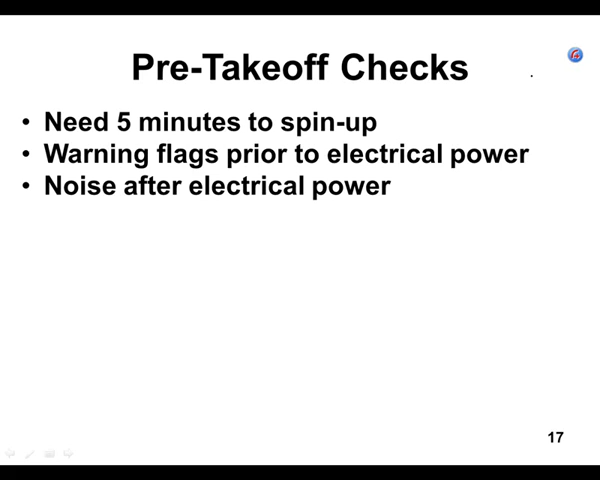 Pre-Takeoff Checks
• Need 5 minutes to spin-up
• Warning flags prior to electrical power
• Noise after electrical power
17